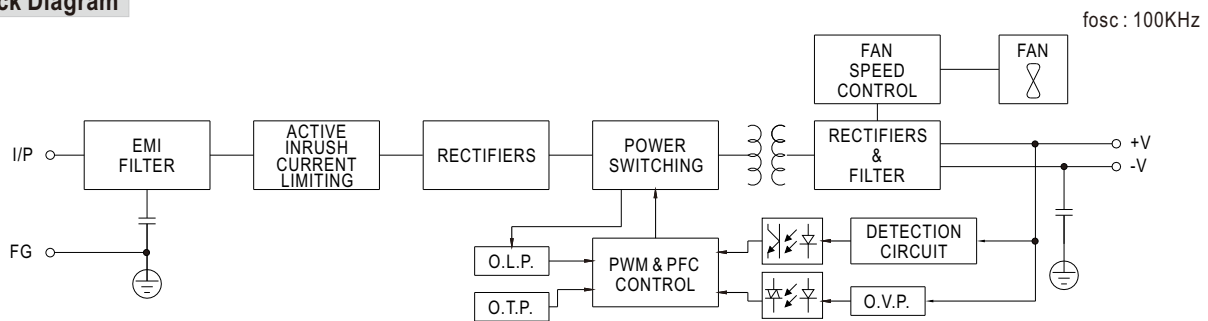 ck Diagram
fosc : 100KHz
FAN
SPEED
CONTROL
FAN
I/P
EMI
FILTER
ACTIVE
INRUSH
CURRENT
LIMITING
RECTIFIERS
POWER
SWITCHING
RECTIFIERS
&
FILTER
+V
-V
FG
O.L.P.
O.T.P.
PWM & PFC
CONTROL
DETECTION
CIRCUIT
O.V.P.